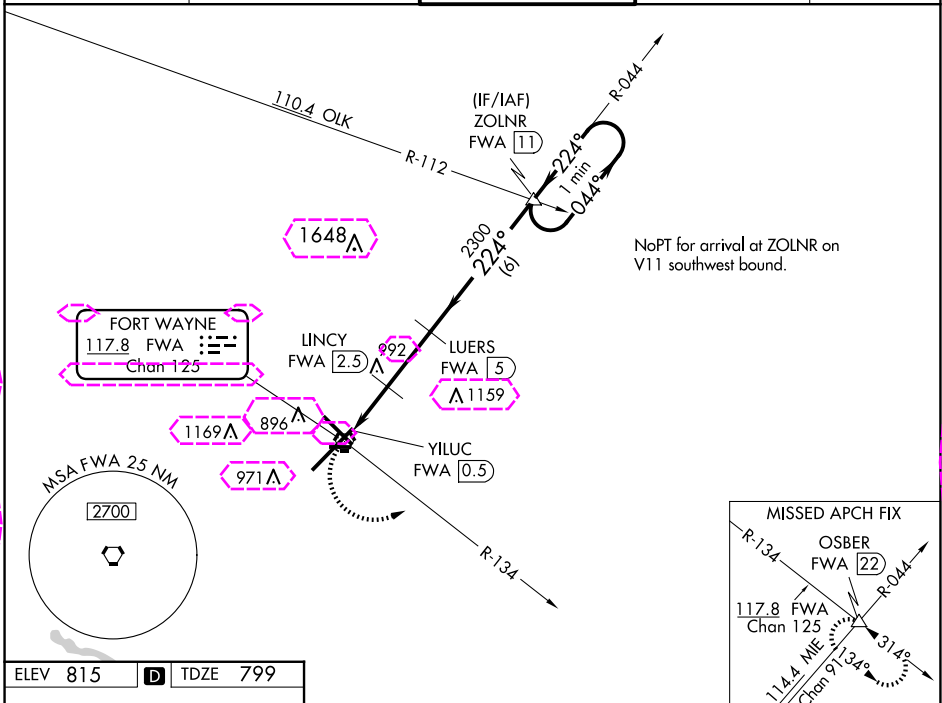 110.4 OLK
R-112
(IF/IAF)
ZOLNR
FWA 11
R-044
224°
1 min
044°
1648
2300
224°
(6)
NoPT for arrival at ZOLNR on
V11 southwest bound.
FORT WAYNE
117.8 FWA
Chan 125
LINCY
FWA 2.5
992
LUERS
FWA 5
1159
896
1169
971
YILUC
FWA 0.5
MSA FWA 25 NM
2700
R-134
MISSED APCH FIX
R-134
OSBER
FWA 22
R-044
117.8 FWA
Chan 125
314°
134°
114.4 MIE
Chan 91
ELEV 815
D
TDZE 799